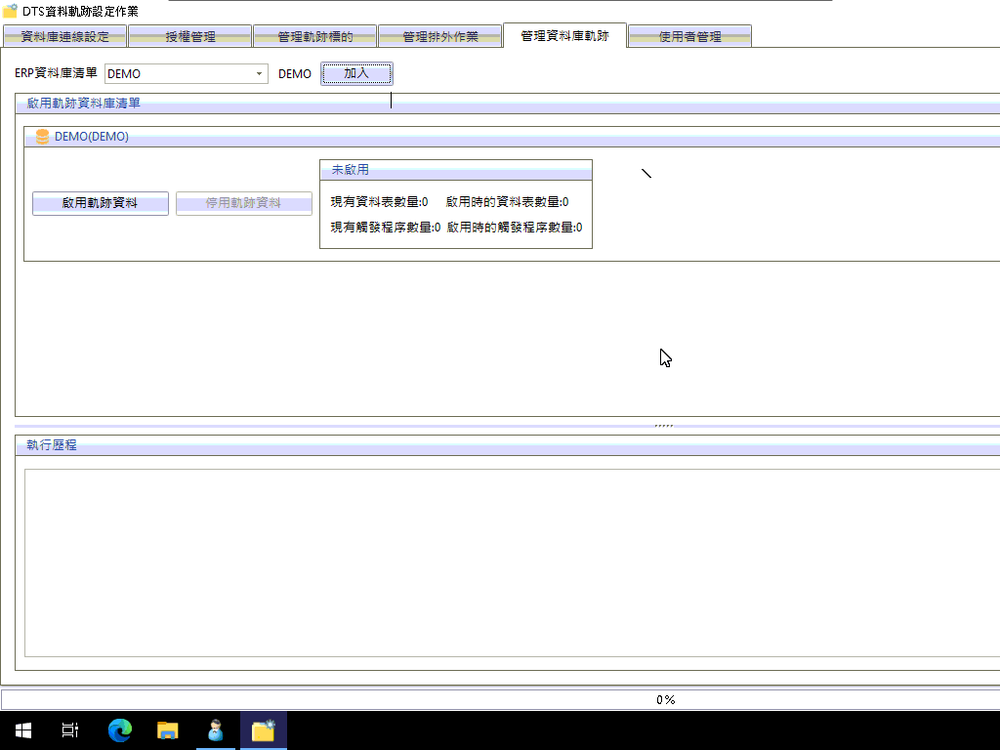 DTS資料軌跡設定作業
資料庫連線設定 授權管理 管理軌跡標的 管理排外作業 管理資料庫軌跡 使用者管理
ERP資料庫清單 DEMO DEMO 加入
啟用軌跡資料庫清單
DEMO(DEMO)
未啟用
啟用軌跡資料 停用軌跡資料 現有資料表數量:0 啟用時的資料表數量:0
現有觸發程序數量:0 啟用時的觸發程序數量:0
執行歷程
0%